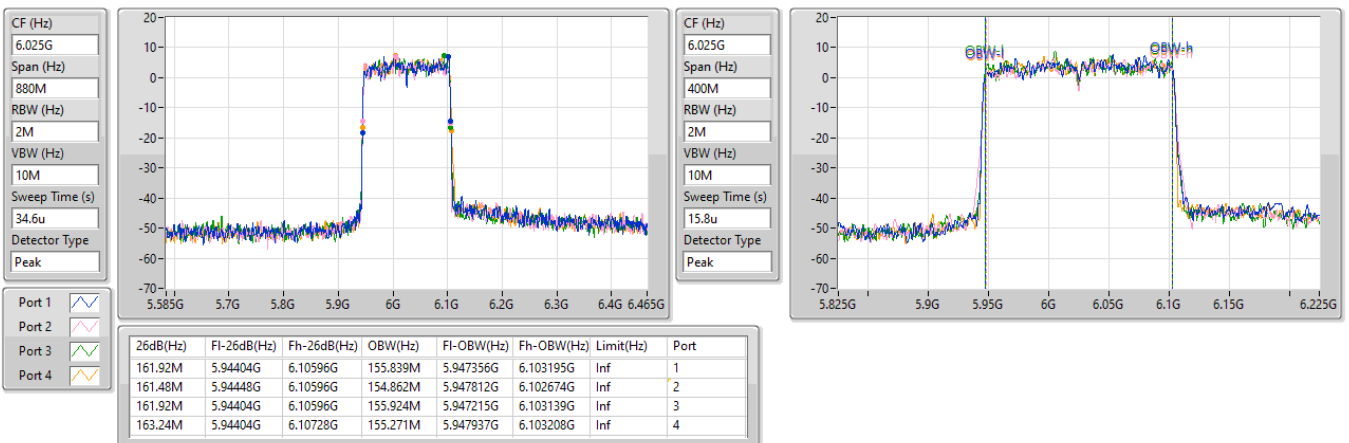 CF (Hz)
6.025G
Span (Hz)
880M
RBW (Hz)
2M
VBW (Hz)
10M
Sweep Time (s)
34.6u
Detector Type
Peak
20
10
0
-10
-20
-30
-40
-50
-60
-70
5.585G 5.7G 5.8G 5.9G 6G 6.1G 6.2G 6.3G 6.4G 6.465G
CF (Hz)
6.025G
Span (Hz)
400M
RBW (Hz)
2M
VBW (Hz)
10M
Sweep Time (s)
15.8u
Detector Type
Peak
20
10
0
-10
-20
-30
-40
-50
-60
-70
OBW-l OBW-h
5.825G 5.9G 5.95G 6G 6.05G 6.1G 6.15G 6.225G
Port 1
Port 2
Port 3
Port 4
26dB(Hz) Fl-26dB(Hz) Fh-26dB(Hz) OBW(Hz) Fl-OBW(Hz) Fh-OBW(Hz) Limit(Hz) Port
161.92M 5.94404G 6.10596G 155.839M 5.947356G 6.103195G Inf 1
161.48M 5.94448G 6.10596G 154.862M 5.947812G 6.102674G Inf 2
161.92M 5.94404G 6.10596G 155.924M 5.947215G 6.103139G Inf 3
163.24M 5.94404G 6.10728G 155.271M 5.947937G 6.103208G Inf 4